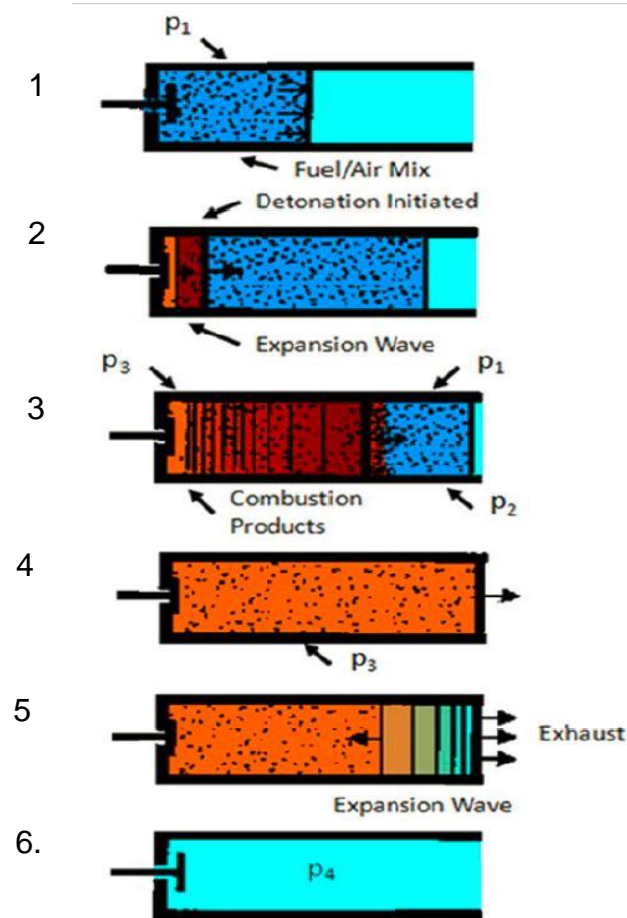 p₁
1
Fuel/Air Mix
Detonation Initiated
2
Expansion Wave
p₃
p₁
3
Combustion
Products
p₂
4
p₃
5
Exhaust
Expansion Wave
6.
p₄